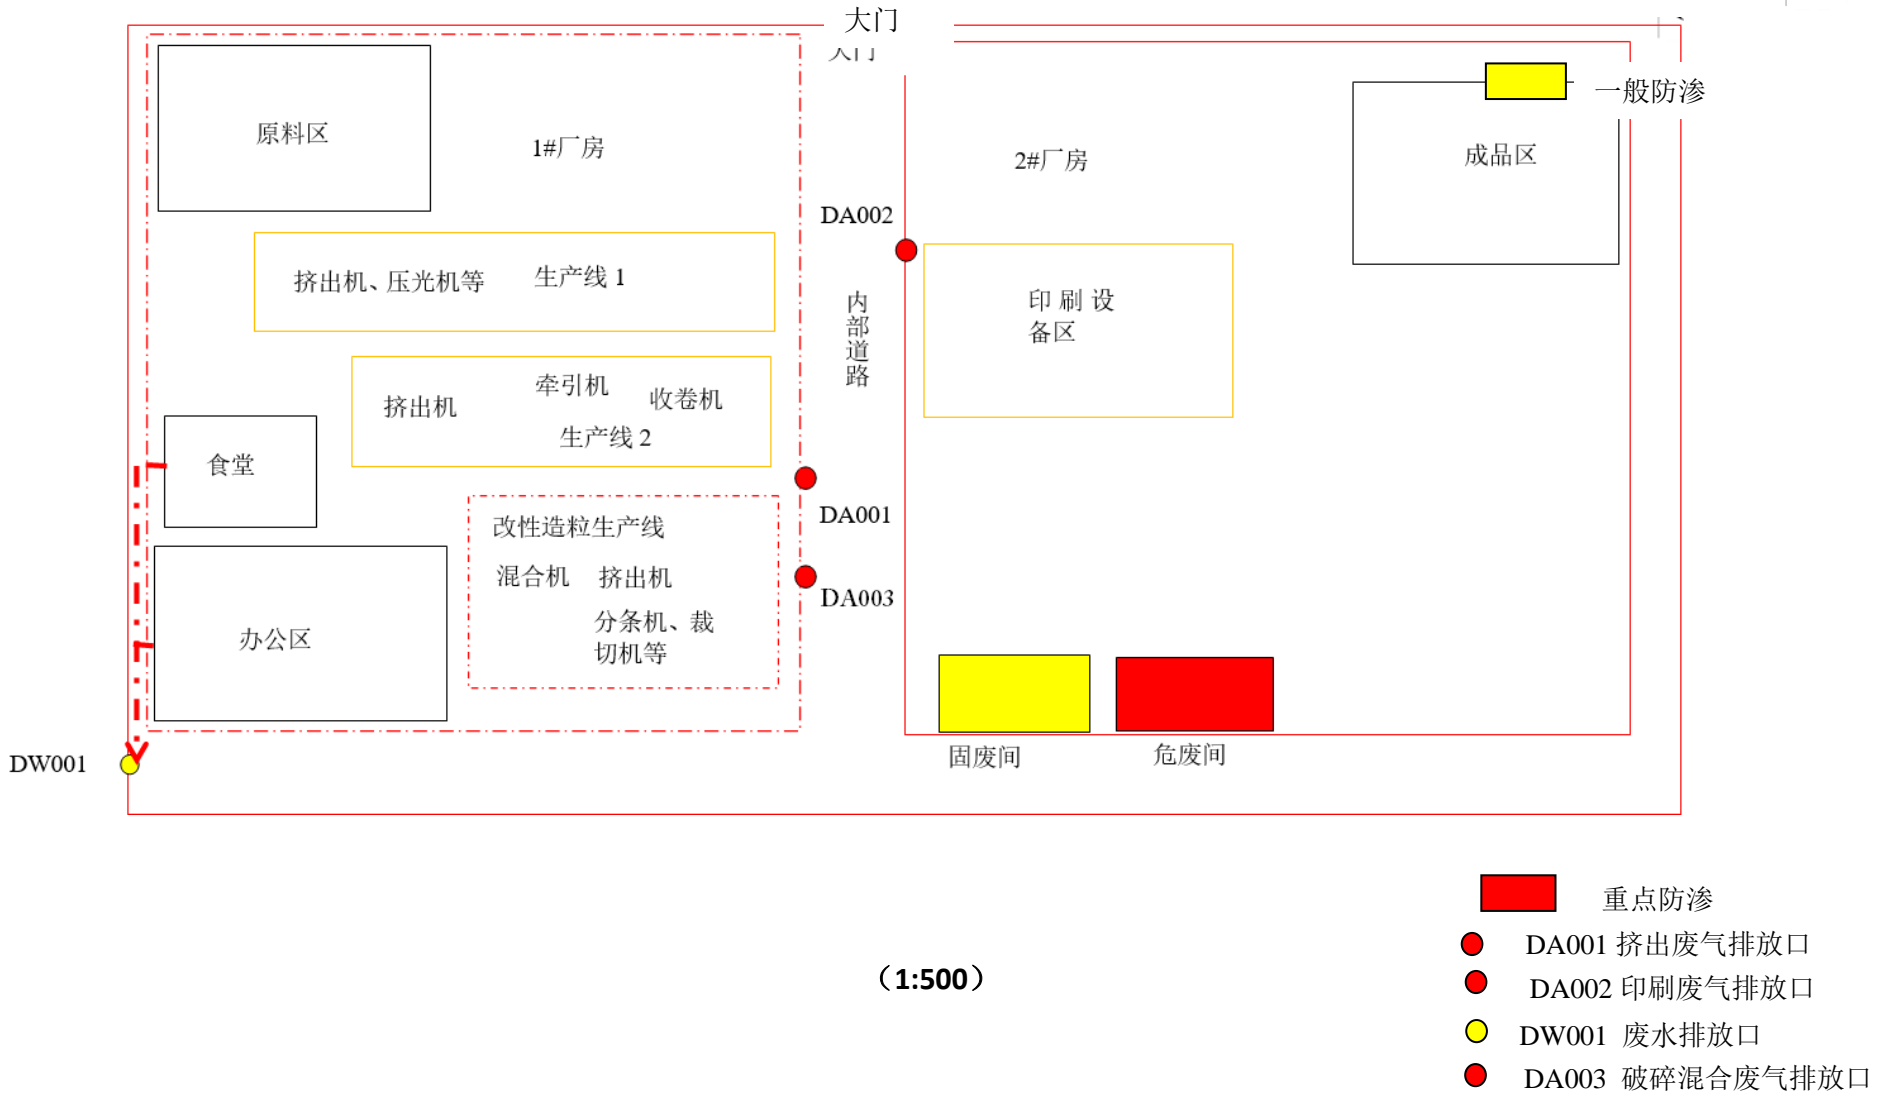 大门
大门
一般防渗
原料区
1#厂房
2#厂房
成品区
DA002
挤出机、压光机等
生产线 1
内部道路
印 刷 设
备区
挤出机
牵引机
收卷机
生产线 2
食堂
DA001
改性造粒生产线
混合机
挤出机
DA003
分条机、裁
切机等
办公区
DW001
固废间
危废间
重点防渗
DA001 挤出废气排放口
（1:500）
DA002 印刷废气排放口
DW001 废水排放口
DA003 破碎混合废气排放口